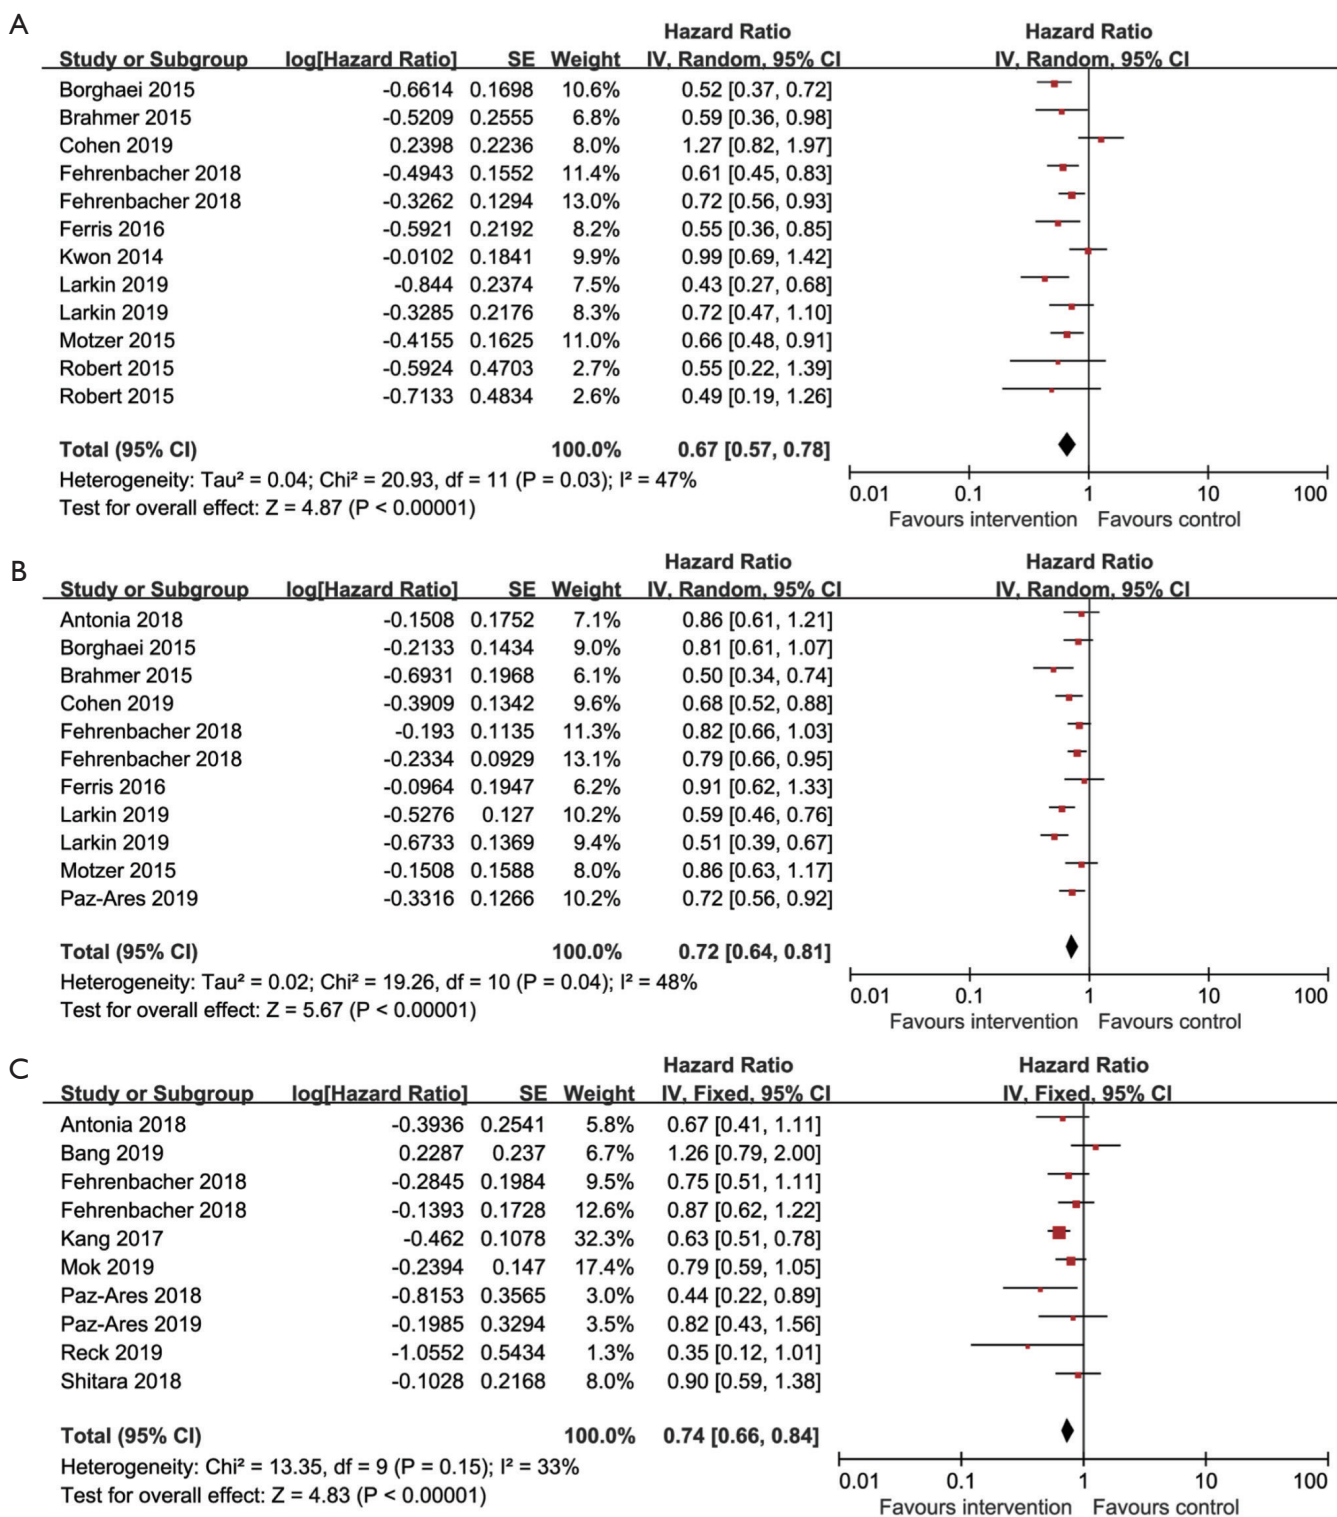 A
Hazard Ratio Hazard Ratio
Study or Subgroup log[Hazard Ratio] SE Weight IV, Random, 95% CI IV, Random, 95% CI
Borghaei 2015 -0.6614 0.1698 10.6% 0.52 [0.37, 0.72]
Brahmer 2015 -0.5209 0.2555 6.8% 0.59 [0.36, 0.98]
Cohen 2019 0.2398 0.2236 8.0% 1.27 [0.82, 1.97]
Fehrenbacher 2018 -0.4943 0.1552 11.4% 0.61 [0.45, 0.83]
Fehrenbacher 2018 -0.3262 0.1294 13.0% 0.72 [0.56, 0.93]
Ferris 2016 -0.5921 0.2192 8.2% 0.55 [0.36, 0.85]
Kwon 2014 -0.0102 0.1841 9.9% 0.99 [0.69, 1.42]
Larkin 2019 -0.844 0.2374 7.5% 0.43 [0.27, 0.68]
Larkin 2019 -0.3285 0.2176 8.3% 0.72 [0.47, 1.10]
Motzer 2015 -0.4155 0.1625 11.0% 0.66 [0.48, 0.91]
Robert 2015 -0.5924 0.4703 2.7% 0.55 [0.22, 1.39]
Robert 2015 -0.7133 0.4834 2.6% 0.49 [0.19, 1.26]
Total (95% CI) 100.0% 0.67 [0.57, 0.78]
Heterogeneity: Tau² = 0.04; Chi² = 20.93, df = 11 (P = 0.03); I² = 47%
0.01 0.1 1 10 100
Test for overall effect: Z = 4.87 (P < 0.00001)
Favours intervention Favours control
B
Hazard Ratio Hazard Ratio
Study or Subgroup log[Hazard Ratio] SE Weight IV, Random, 95% CI IV, Random, 95% CI
Antonia 2018 -0.1508 0.1752 7.1% 0.86 [0.61, 1.21]
Borghaei 2015 -0.2133 0.1434 9.0% 0.81 [0.61, 1.07]
Brahmer 2015 -0.6931 0.1968 6.1% 0.50 [0.34, 0.74]
Cohen 2019 -0.3909 0.1342 9.6% 0.68 [0.52, 0.88]
Fehrenbacher 2018 -0.193 0.1135 11.3% 0.82 [0.66, 1.03]
Fehrenbacher 2018 -0.2334 0.0929 13.1% 0.79 [0.66, 0.95]
Ferris 2016 -0.0964 0.1947 6.2% 0.91 [0.62, 1.33]
Larkin 2019 -0.5276 0.127 10.2% 0.59 [0.46, 0.76]
Larkin 2019 -0.6733 0.1369 9.4% 0.51 [0.39, 0.67]
Motzer 2015 -0.1508 0.1588 8.0% 0.86 [0.63, 1.17]
Paz-Ares 2019 -0.3316 0.1266 10.2% 0.72 [0.56, 0.92]
Total (95% CI) 100.0% 0.72 [0.64, 0.81]
Heterogeneity: Tau² = 0.02; Chi² = 19.26, df = 10 (P = 0.04); I² = 48%
0.01 0.1 1 10 100
Test for overall effect: Z = 5.67 (P < 0.00001)
Favours intervention Favours control
C
Hazard Ratio Hazard Ratio
Study or Subgroup log[Hazard Ratio] SE Weight IV, Fixed, 95% CI IV, Fixed, 95% CI
Antonia 2018 -0.3936 0.2541 5.8% 0.67 [0.41, 1.11]
Bang 2019 0.2287 0.237 6.7% 1.26 [0.79, 2.00]
Fehrenbacher 2018 -0.2845 0.1984 9.5% 0.75 [0.51, 1.11]
Fehrenbacher 2018 -0.1393 0.1728 12.6% 0.87 [0.62, 1.22]
Kang 2017 -0.462 0.1078 32.3% 0.63 [0.51, 0.78]
Mok 2019 -0.2394 0.147 17.4% 0.79 [0.59, 1.05]
Paz-Ares 2018 -0.8153 0.3565 3.0% 0.44 [0.22, 0.89]
Paz-Ares 2019 -0.1985 0.3294 3.5% 0.82 [0.43, 1.56]
Reck 2019 -1.0552 0.5434 1.3% 0.35 [0.12, 1.01]
Shitara 2018 -0.1028 0.2168 8.0% 0.90 [0.59, 1.38]
Total (95% CI) 100.0% 0.74 [0.66, 0.84]
Heterogeneity: Chi² = 13.35, df = 9 (P = 0.15); I² = 33%
0.01 0.1 1 10 100
Test for overall effect: Z = 4.83 (P < 0.00001)
Favours intervention Favours control